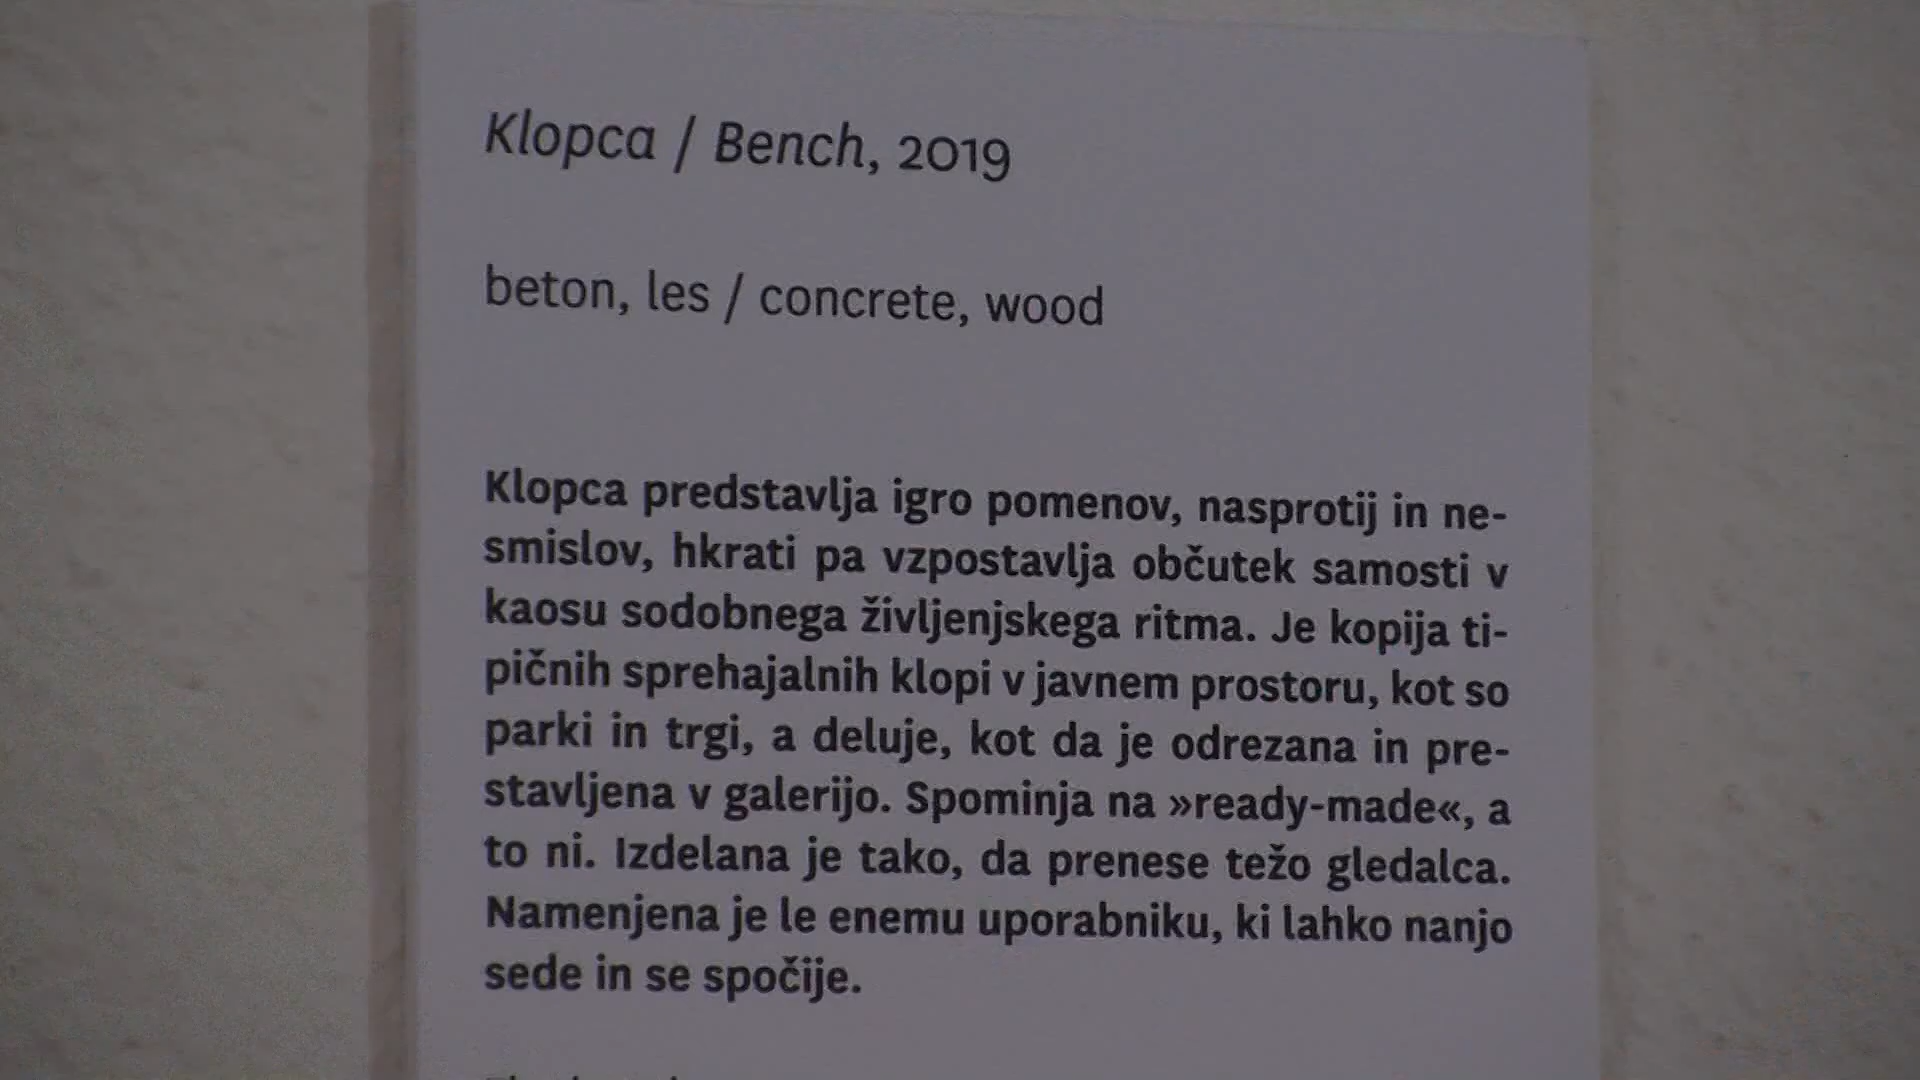 Klopca / Bench, 2019
beton, les / concrete, wood
Klopca predstavlja igro pomenov, nasprotij in ne-
smislov, hkrati pa vzpostavlja občutek samosti v
kaosu sodobnega življenjskega ritma. Je kopija ti-
pičnih sprehajalnih klopi v javnem prostoru, kot so
parki in trgi, a deluje, kot da je odrezana in pre-
stavljena v galerijo. Spominja na »ready-made«, a
to ni. Izdelana je tako, da prenese težo gledalca.
Namenjena je le enemu uporabniku, ki lahko nanjo
sede in se spočije.